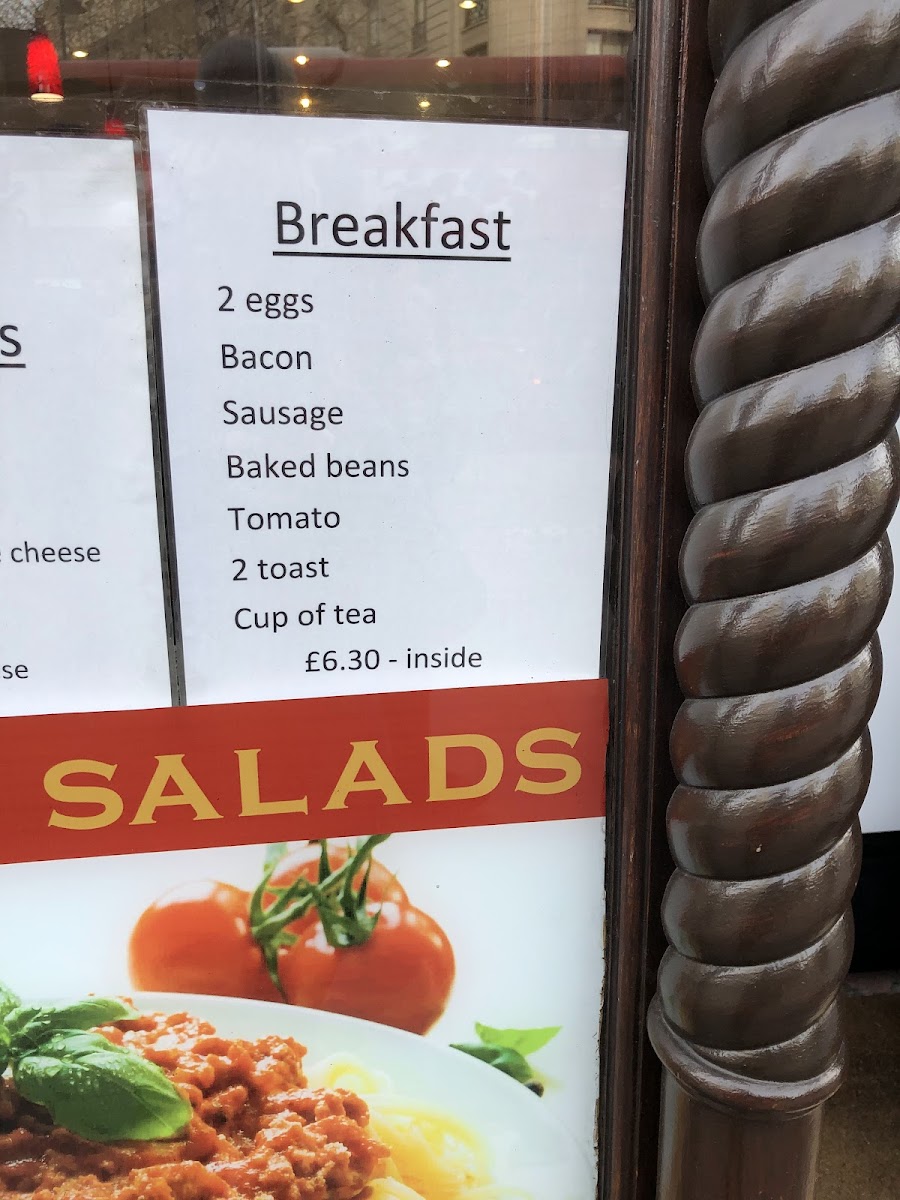 s
cheese
se
Breakfast
2 eggs
Bacon
Sausage
Baked beans
Tomato
2 toast
Cup of tea
£6.30 - inside
SALADS